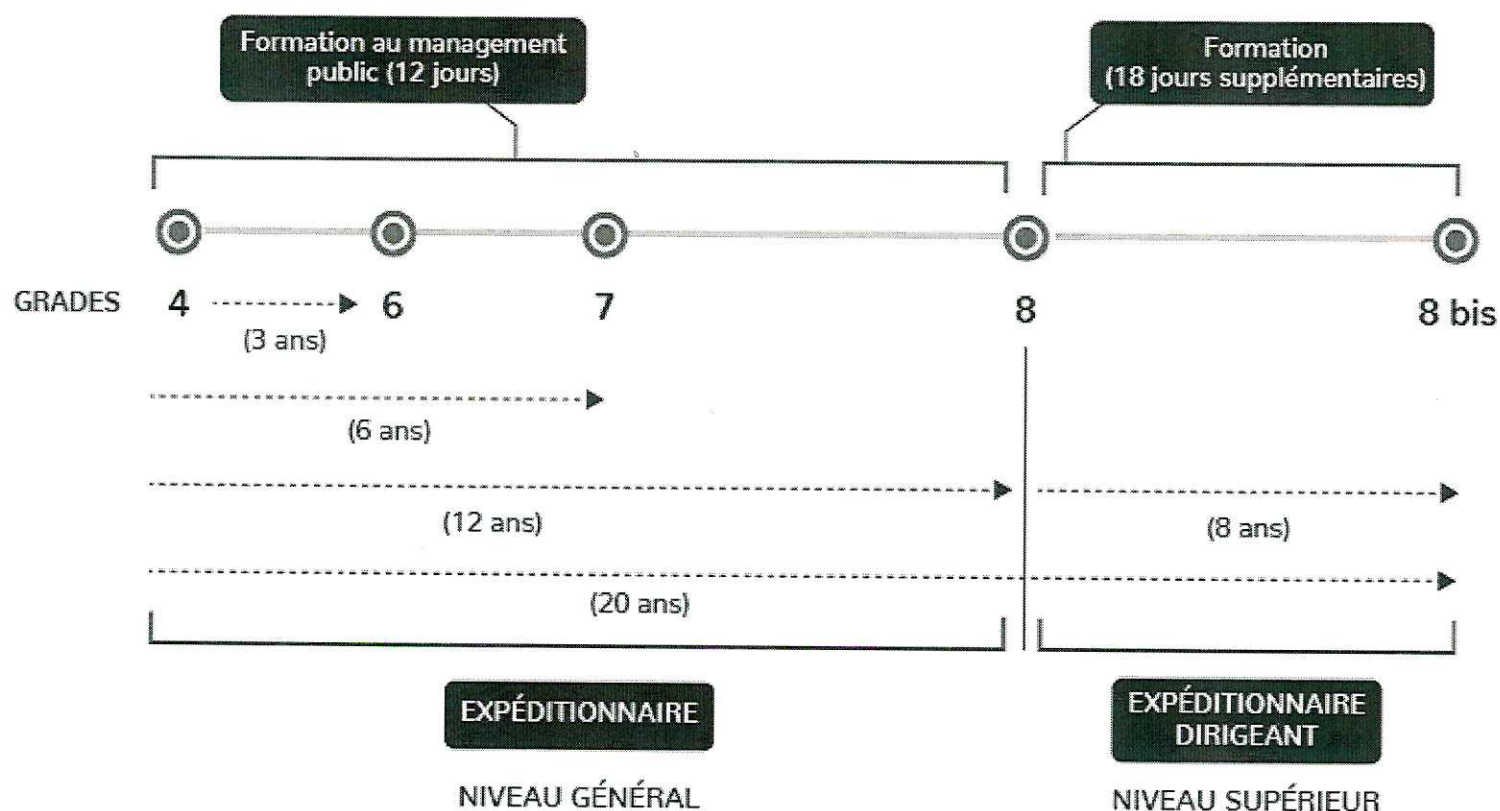 Formation au management
public (12 jours)
Formation
(18 jours supplémentaires)
GRADES 4 6 7 8 8 bis
(3 ans)
(6 ans)
(12 ans) (8 ans)
(20 ans)
EXPÉDITIONNAIRE
NIVEAU GÉNÉRAL
EXPÉDITIONNAIRE
DIRIGEANT
NIVEAU SUPÉRIEUR